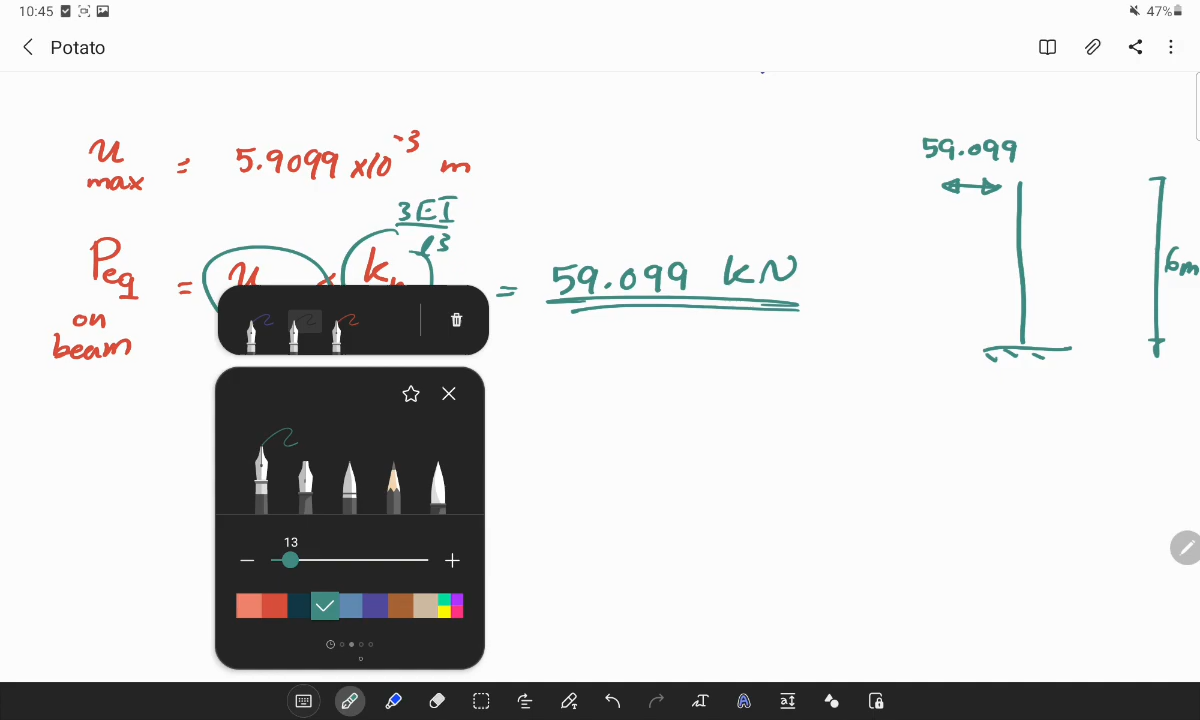 10:45
47%
Potato
u max = 5.9099 x10^-3 m
59.099
3EI
l^3
Peq = u k = 59.099 kN
6m
on
beam
13